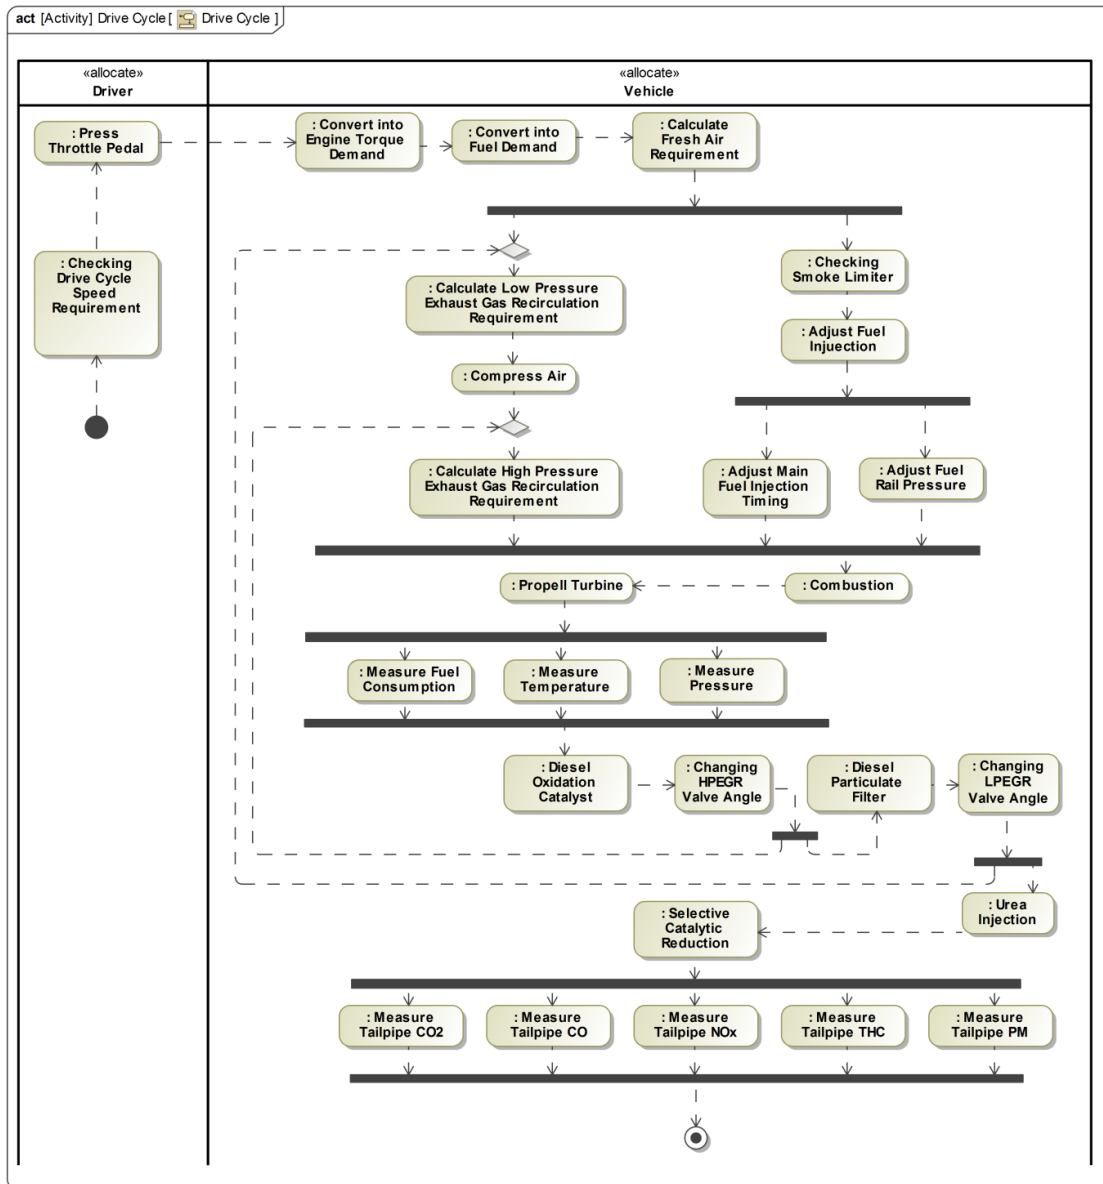 act [Activity] Drive Cycle [ Drive Cycle ]
«allocate»
Driver
«allocate»
Vehicle
: Press
Throttle Pedal
: Convert into
Engine Torque
Demand
: Convert into
Fuel Demand
: Calculate
Fresh Air
Requirement
: Checking
Drive Cycle
Speed
Requirement
: Calculate Low Pressure
Exhaust Gas Recirculation
Requirement
: Checking
Smoke Limiter
: Adjust Fuel
Injuection
: Compress Air
: Calculate High Pressure
Exhaust Gas Recirculation
Requirement
: Adjust Main
Fuel Injection
Timing
: Adjust Fuel
Rail Pressure
: Propell Turbine
: Combustion
: Measure Fuel
Consumption
: Measure
Temperature
: Measure
Pressure
: Diesel
Oxidation
Catalyst
: Changing
HPEGR
Valve Angle
: Diesel
Particulate
Filter
: Changing
LPEGR
Valve Angle
: Urea
Injection
: Selective
Catalytic
Reduction
: Measure
Tailpipe CO2
: Measure
Tailpipe CO
: Measure
Tailpipe NOx
: Measure
Tailpipe THC
: Measure
Tailpipe PM